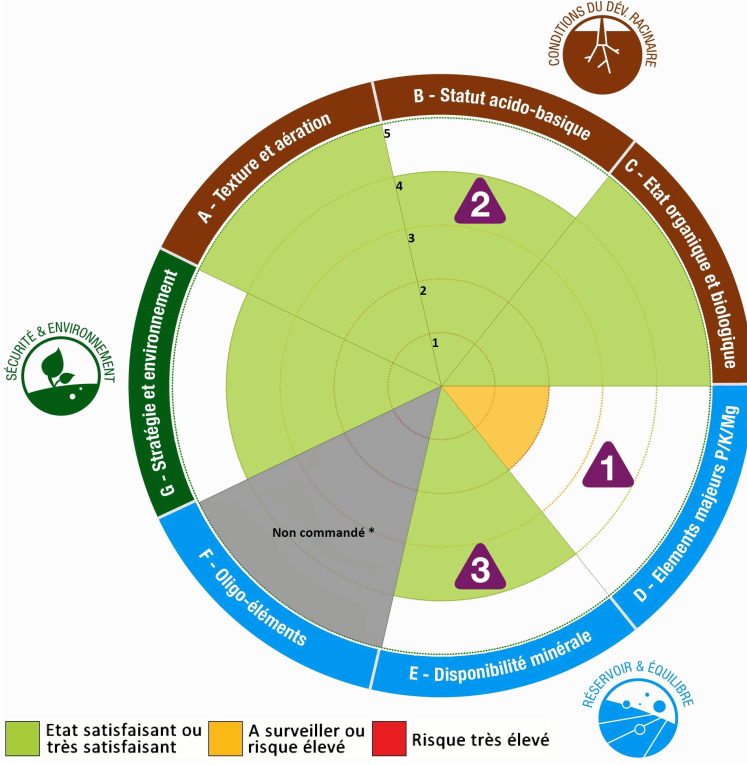 CONDITIONS DU DÉV. RACINAIRE
B - Statut acido-basique
A - Texture et aération
C - Etat organique et biologique
5
4
2
3
2
1
SÉCURITÉ & ENVIRONNEMENT
G - Stratégie et environnement
1
D - Elements majeurs P/K/Mg
Non commandé *
3
F - Oligo-éléments
E - Disponibilité minérale
RÉSERVOIR & ÉQUILIBRE
Etat satisfaisant ou
très satisfaisant
A surveiller ou
risque élevé
Risque très élevé